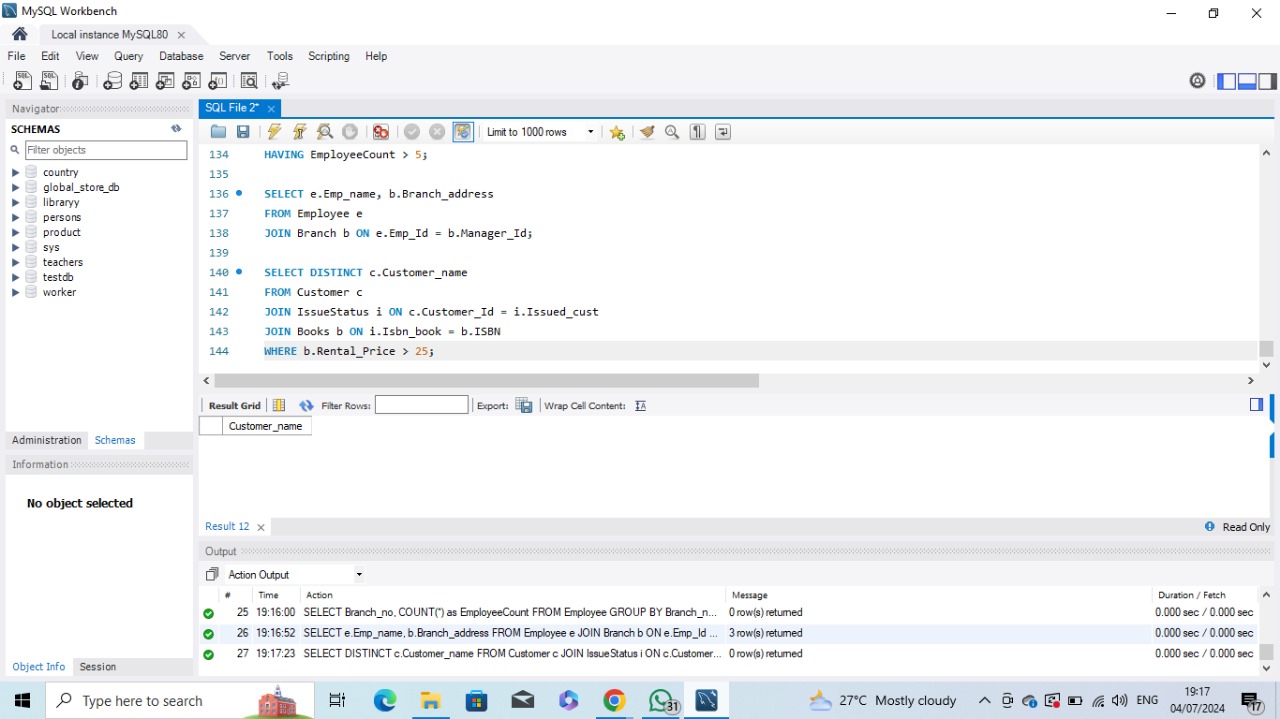 MySQL Workbench
Local instance MySQL80
File Edit View Query Database Server Tools Scripting Help
Navigator
SCHEMAS
Filter objects
country
global_store_db
libraryy
persons
product
sys
teachers
testdb
worker
Administration Schemas
Information
No object selected
Object Info Session
SQL File 2*
Limit to 1000 rows
134 HAVING EmployeeCount > 5;
135
136 SELECT e.Emp_name, b.Branch_address
137 FROM Employee e
138 JOIN Branch b ON e.Emp_Id = b.Manager_Id;
139
140 SELECT DISTINCT c.Customer_name
141 FROM Customer c
142 JOIN IssueStatus i ON c.Customer_Id = i.Issued_cust
143 JOIN Books b ON i.Isbn_book = b.ISBN
144 WHERE b.Rental_Price > 25;
Result Grid Filter Rows: Export: Wrap Cell Content:
Customer_name
Result 12 Read Only
Output
Action Output
# Time Action Message Duration / Fetch
25 19:16:00 SELECT Branch_no, COUNT(*) as EmployeeCount FROM Employee GROUP BY Branch_n... 0 row(s) returned 0.000 sec / 0.000 sec
26 19:16:52 SELECT e.Emp_name, b.Branch_address FROM Employee e JOIN Branch b ON e.Emp_Id ... 3 row(s) returned 0.000 sec / 0.000 sec
27 19:17:23 SELECT DISTINCT c.Customer_name FROM Customer c JOIN IssueStatus i ON c.Customer... 0 row(s) returned 0.000 sec / 0.000 sec
Type here to search
31
27°C Mostly cloudy
ENG
19:17
04/07/2024
17